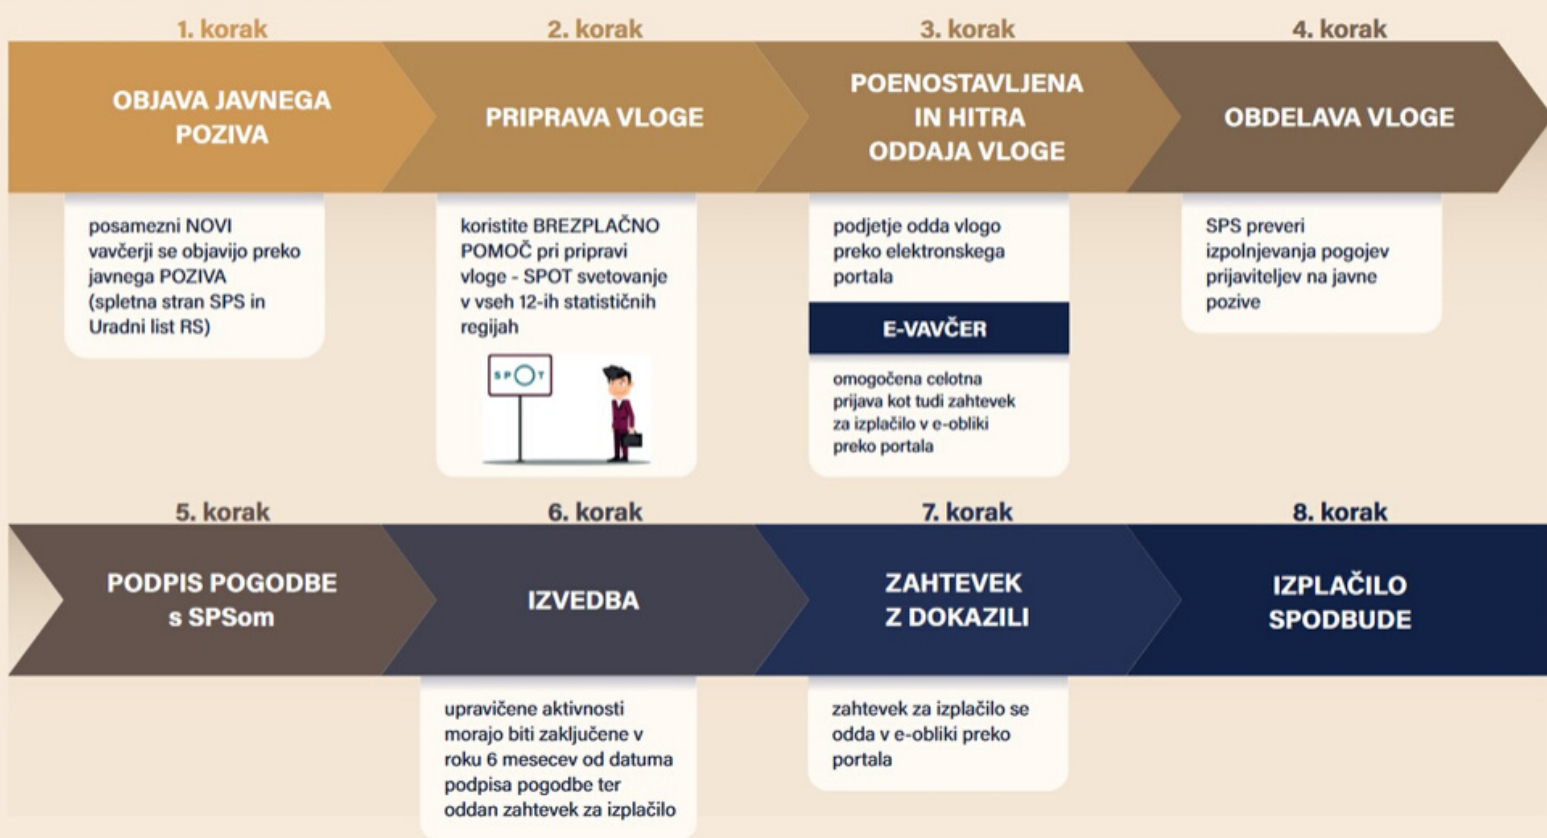 1. korak
OBJAVA JAVNEGA
POZIVA
posamezni NOVI
vavčerji se objavijo preko
javnega POZIVA
(spletna stran SPS in
Uradni list RS)
2. korak
PRIPRAVA VLOGE
koristite BREZPLAČNO
POMOČ pri pripravi
vloge - SPOT svetovanje
v vseh 12-ih statističnih
regijah
SPOT
3. korak
POENOSTAVLJENA
IN HITRA
ODDAJA VLOGE
podjetje odda vlogo
preko elektronskega
portala
E-VAVČER
omogočena celotna
prijava kot tudi zahtevek
za izplačilo v e-obliki
preko portala
4. korak
OBDELAVA VLOGE
SPS preveri
izpolnjevanja pogojev
prijaviteljev na javne
pozive
5. korak
PODPIS POGODBE
s SPSom
6. korak
IZVEDBA
upravičene aktivnosti
morajo biti zaključene v
roku 6 mesecev od datuma
podpisa pogodbe ter
oddan zahtevek za izplačilo
7. korak
ZAHTEVEK
Z DOKAZILI
zahtevek za izplačilo se
odda v e-obliki preko
portala
8. korak
IZPLAČILO
SPODBUDE